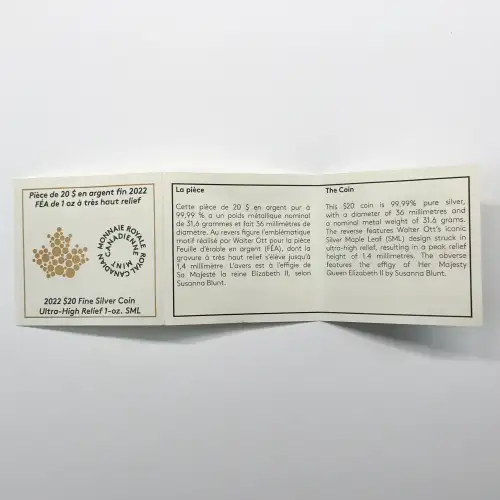 Pièce de 20 $ en argent fin 2022
FÉA de 1 oz à très haut relief
MONNAIE ROYALE CANADIENNE
ROYAL CANADIAN MINT
2022 $20 Fine Silver Coin
Ultra-High Relief 1-oz. SML
La pièce
Cette pièce de 20 $ en argent pur à
99,99 % a un poids métallique nominal
de 31,6 grammes et fait 36 millimètres de
diamètre. Au revers figure l'emblématique
motif réalisé par Walter Ott pour la pièce
Feuille d'érable en argent (FÉA), dont la
gravure à très haut relief s'élève jusqu'à
1,4 millimètre. L'avers est à l'effigie de
Sa Majesté la reine Elizabeth II, selon
Susanna Blunt.
The Coin
This $20 coin is 99.99% pure silver,
with a diameter of 36 millimetres and
a nominal metal weight of 31.6 grams.
The reverse features Walter Ott's iconic
Silver Maple Leaf (SML) design struck in
ultra-high relief, resulting in a peak relief
height of 1.4 millimetres. The obverse
features the effigy of Her Majesty
Queen Elizabeth II by Susanna Blunt.